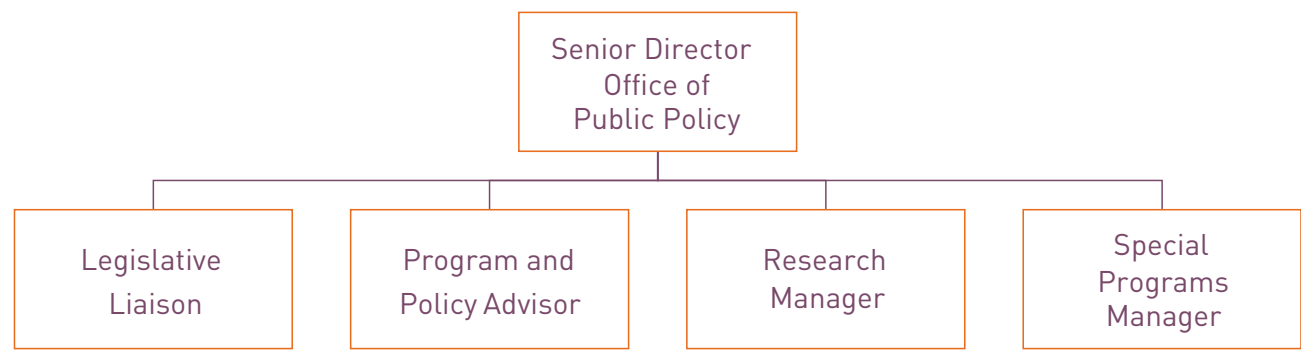 Senior Director
Office of
Public Policy
Legislative
Liaison
Program and
Policy Advisor
Research
Manager
Special
Programs
Manager